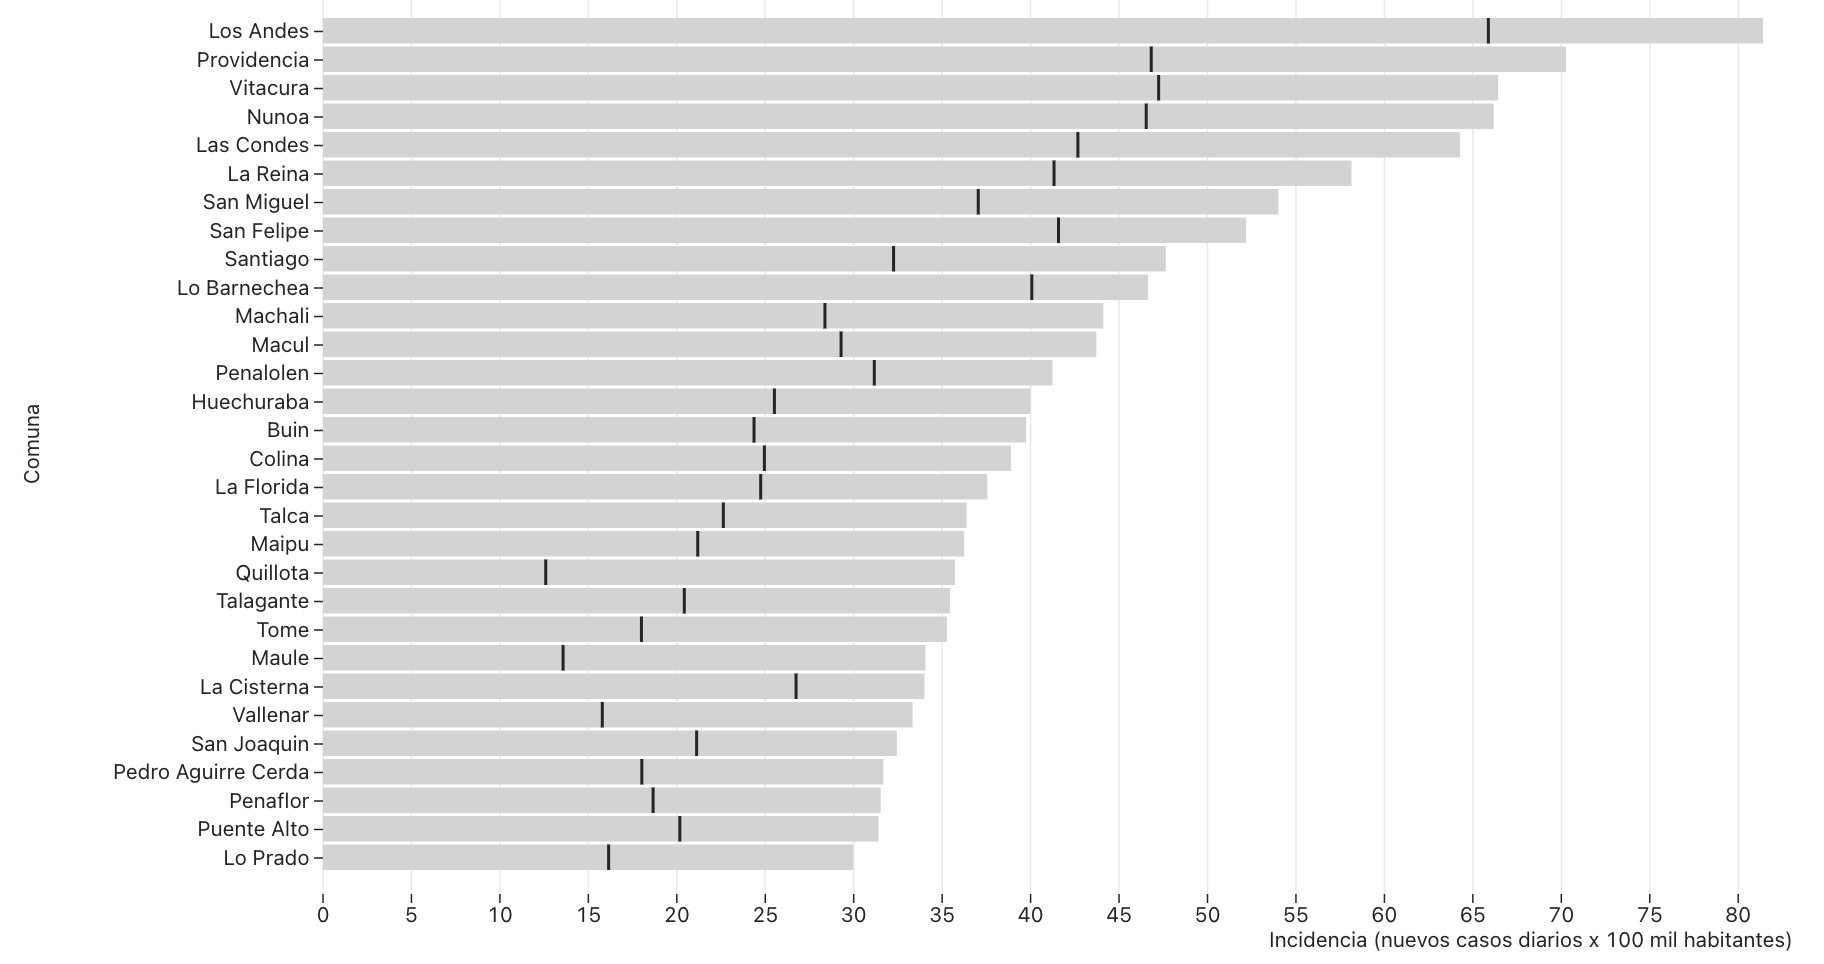 Comuna
Los Andes
Providencia
Vitacura
Nunoa
Las Condes
La Reina
San Miguel
San Felipe
Santiago
Lo Barnechea
Machali
Macul
Penalolen
Huechuraba
Buin
Colina
La Florida
Talca
Maipu
Quillota
Talagante
Tome
Maule
La Cisterna
Vallenar
San Joaquin
Pedro Aguirre Cerda
Penaflor
Puente Alto
Lo Prado
0 5 10 15 20 25 30 35 40 45 50 55 60 65 70 75 80
Incidencia (nuevos casos diarios x 100 mil habitantes)